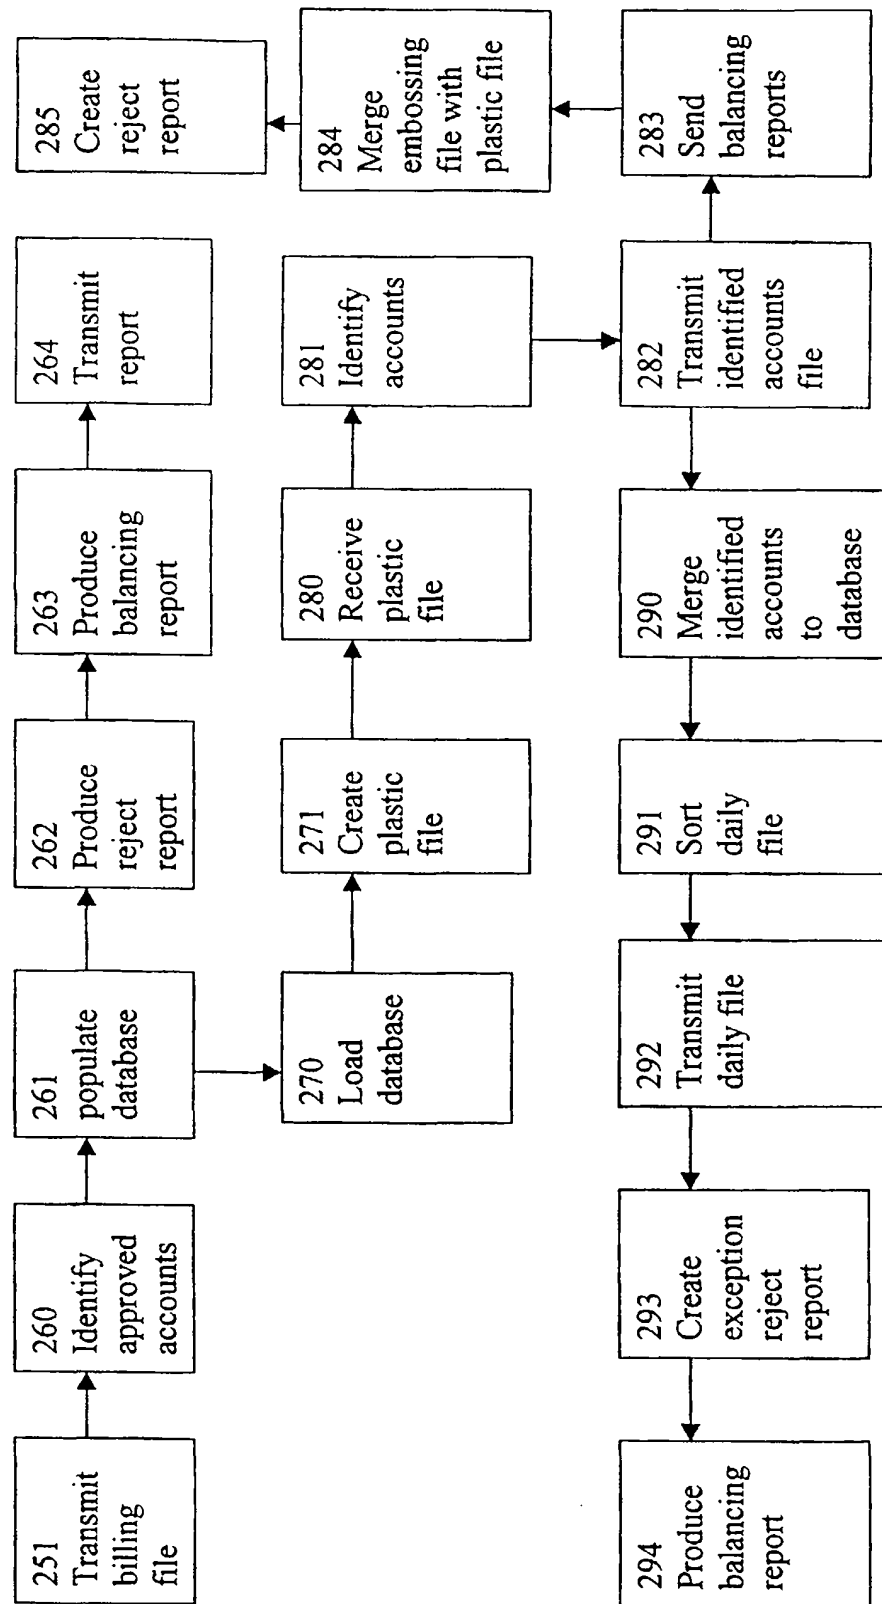 251
Transmit
billing
file
260
Identify
approved
accounts
261
populate
database
262
Produce
reject
report
263
Produce
balancing
report
264
Transmit
report
270
Load
database
271
Create
plastic
file
280
Receive
plastic
file
281
Identify
accounts
282
Transmit
identified
accounts
file
283
Send
balancing
reports
284
Merge
embossing
file with
plastic file
285
Create
reject
report
290
Merge
identified
accounts
to
database
291
Sort
daily
file
292
Transmit
daily file
293
Create
exception
reject
report
294
Produce
balancing
report